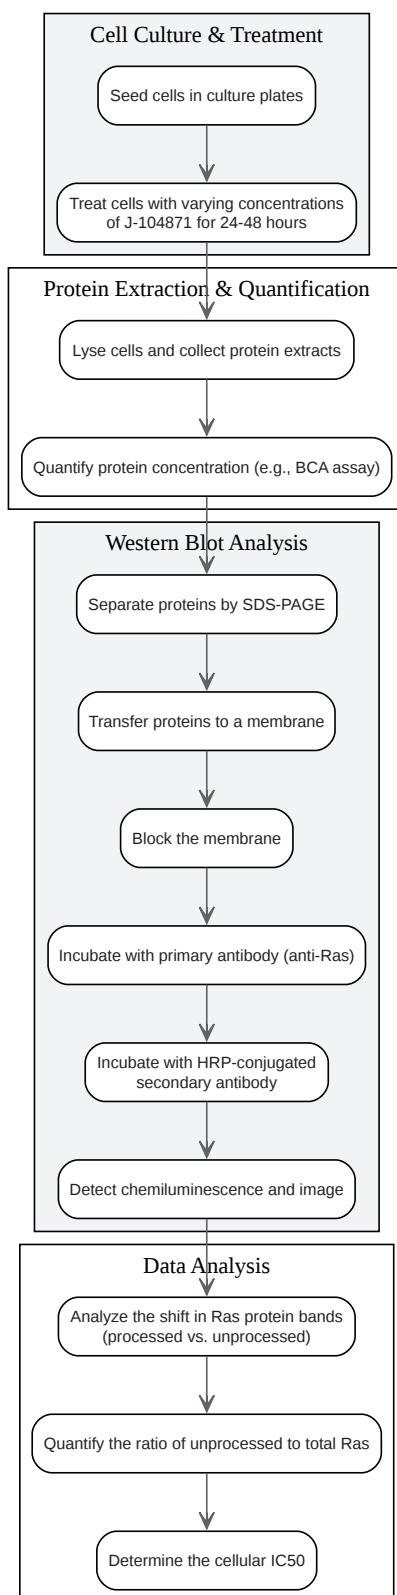 Cell Culture & Treatment
Seed cells in culture plates
Treat cells with varying concentrations
of J-104871 for 24-48 hours
Protein Extraction & Quantification
Lyse cells and collect protein extracts
Quantify protein concentration (e.g., BCA assay)
Western Blot Analysis
Separate proteins by SDS-PAGE
Transfer proteins to a membrane
Block the membrane
Incubate with primary antibody (anti-Ras)
Incubate with HRP-conjugated
secondary antibody
Detect chemiluminescence and image
Data Analysis
Analyze the shift in Ras protein bands
(processed vs. unprocessed)
Quantify the ratio of unprocessed to total Ras
Determine the cellular IC50